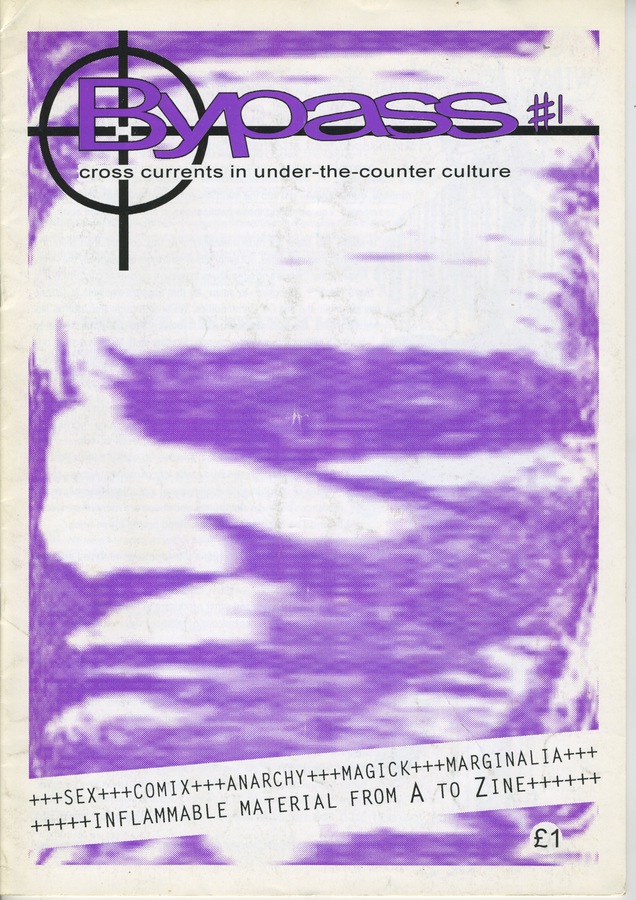 Bypass #1
cross currents in under-the-counter culture
+++SEX+++COMIX+++ANARCHY+++MAGICK+++MARGINALIA+++
+++++INFLAMMABLE MATERIAL FROM A TO ZINE++++++
£1